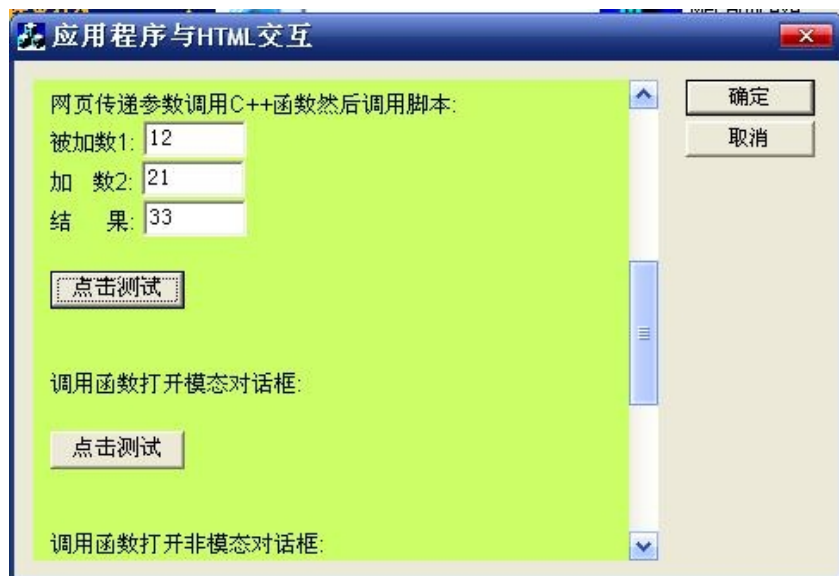 应用程序与HTML交互
网页传递参数调用C++函数然后调用脚本:
被加数1: 12
加 数2: 21
结 果: 33
点击测试
调用函数打开模态对话框:
点击测试
调用函数打开非模态对话框:
确定
取消